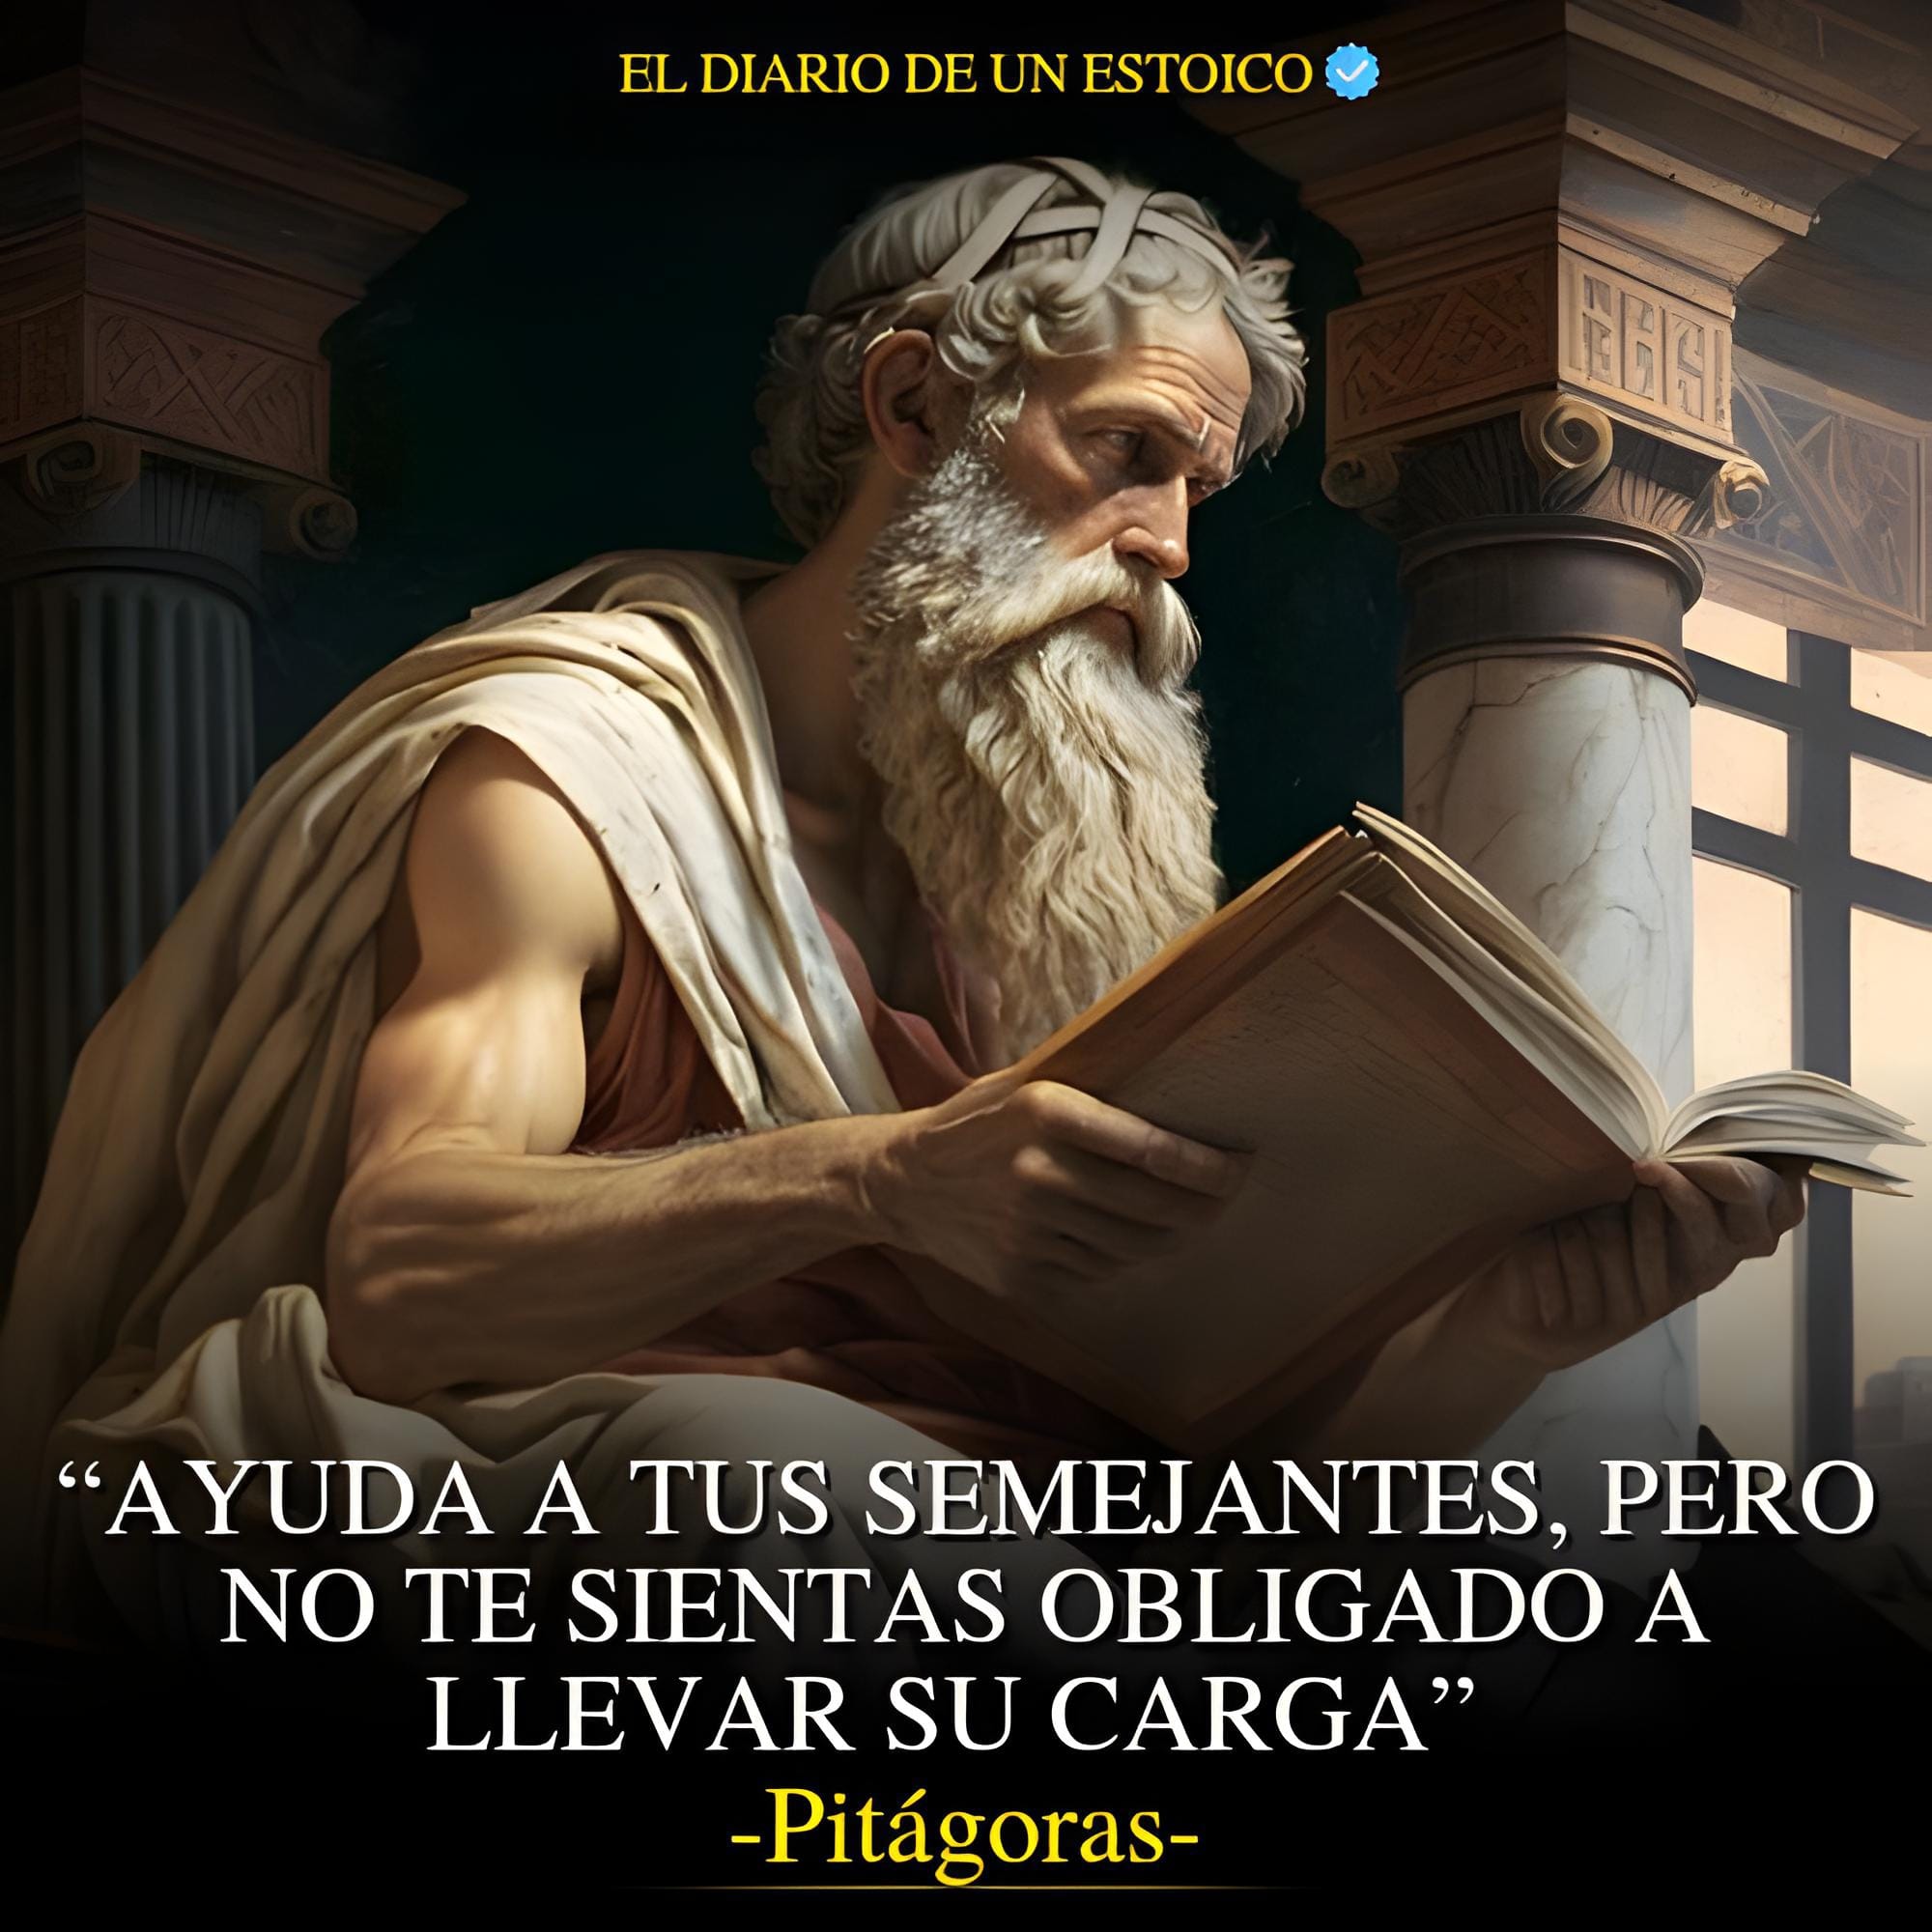 EL DIARIO DE UN ESTOICO
“AYUDA A TUS SEMEJANTES, PERO
NO TE SIENTAS OBLIGADO A
LLEVAR SU CARGA”
-Pitágoras-